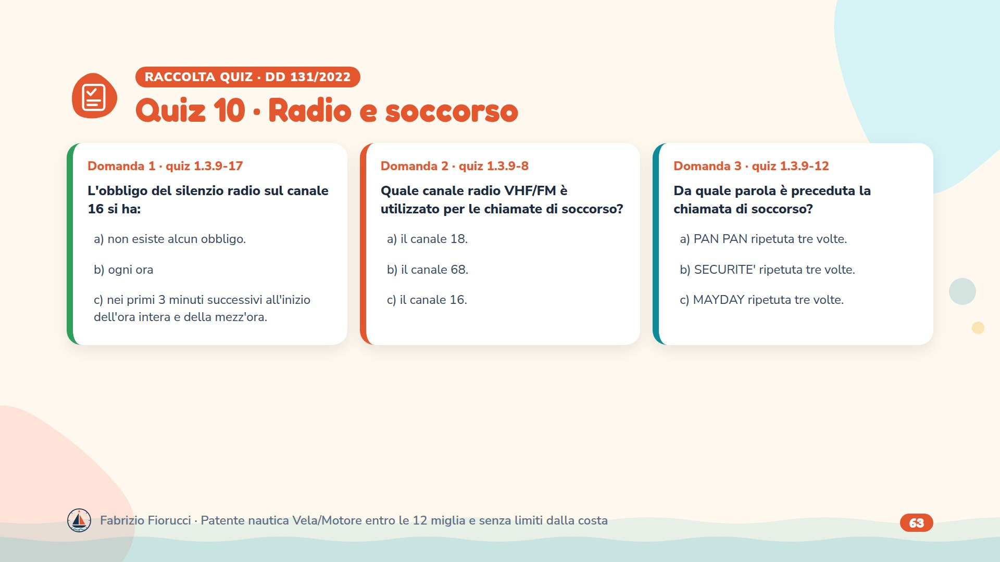 RACCOLTA QUIZ · DD 131/2022
Quiz 10 · Radio e soccorso
Domanda 1 · quiz 1.3.9-17
L'obbligo del silenzio radio sul canale
16 si ha:
a) non esiste alcun obbligo.
b) ogni ora
c) nei primi 3 minuti successivi all'inizio
dell'ora intera e della mezz'ora.
Domanda 2 · quiz 1.3.9-8
Quale canale radio VHF/FM è
utilizzato per le chiamate di soccorso?
a) il canale 18.
b) il canale 68.
c) il canale 16.
Domanda 3 · quiz 1.3.9-12
Da quale parola è preceduta la
chiamata di soccorso?
a) PAN PAN ripetuta tre volte.
b) SECURITE' ripetuta tre volte.
c) MAYDAY ripetuta tre volte.
Fabrizio Fiorucci · Patente nautica Vela/Motore entro le 12 miglia e senza limiti dalla costa
63